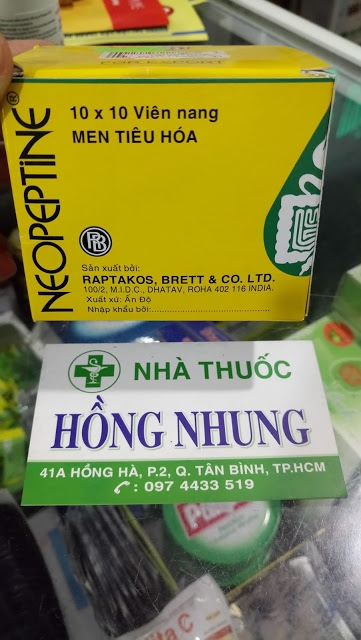 NEOPEPTINE®
10 x 10 Viên nang
MEN TIÊU HÓA
RB
Sản xuất bởi:
RAPTAKOS, BRETT & CO. LTD.
100/2, M.I.D.C., DHATAV, ROHA 402 116 INDIA.
Xuất xứ: Ấn Độ
Nhập khẩu bởi:
NHÀ THUỐC
HỒNG NHUNG
41A HỒNG HÀ, P.2, Q. TÂN BÌNH, TP.HCM
: 097 4433 519